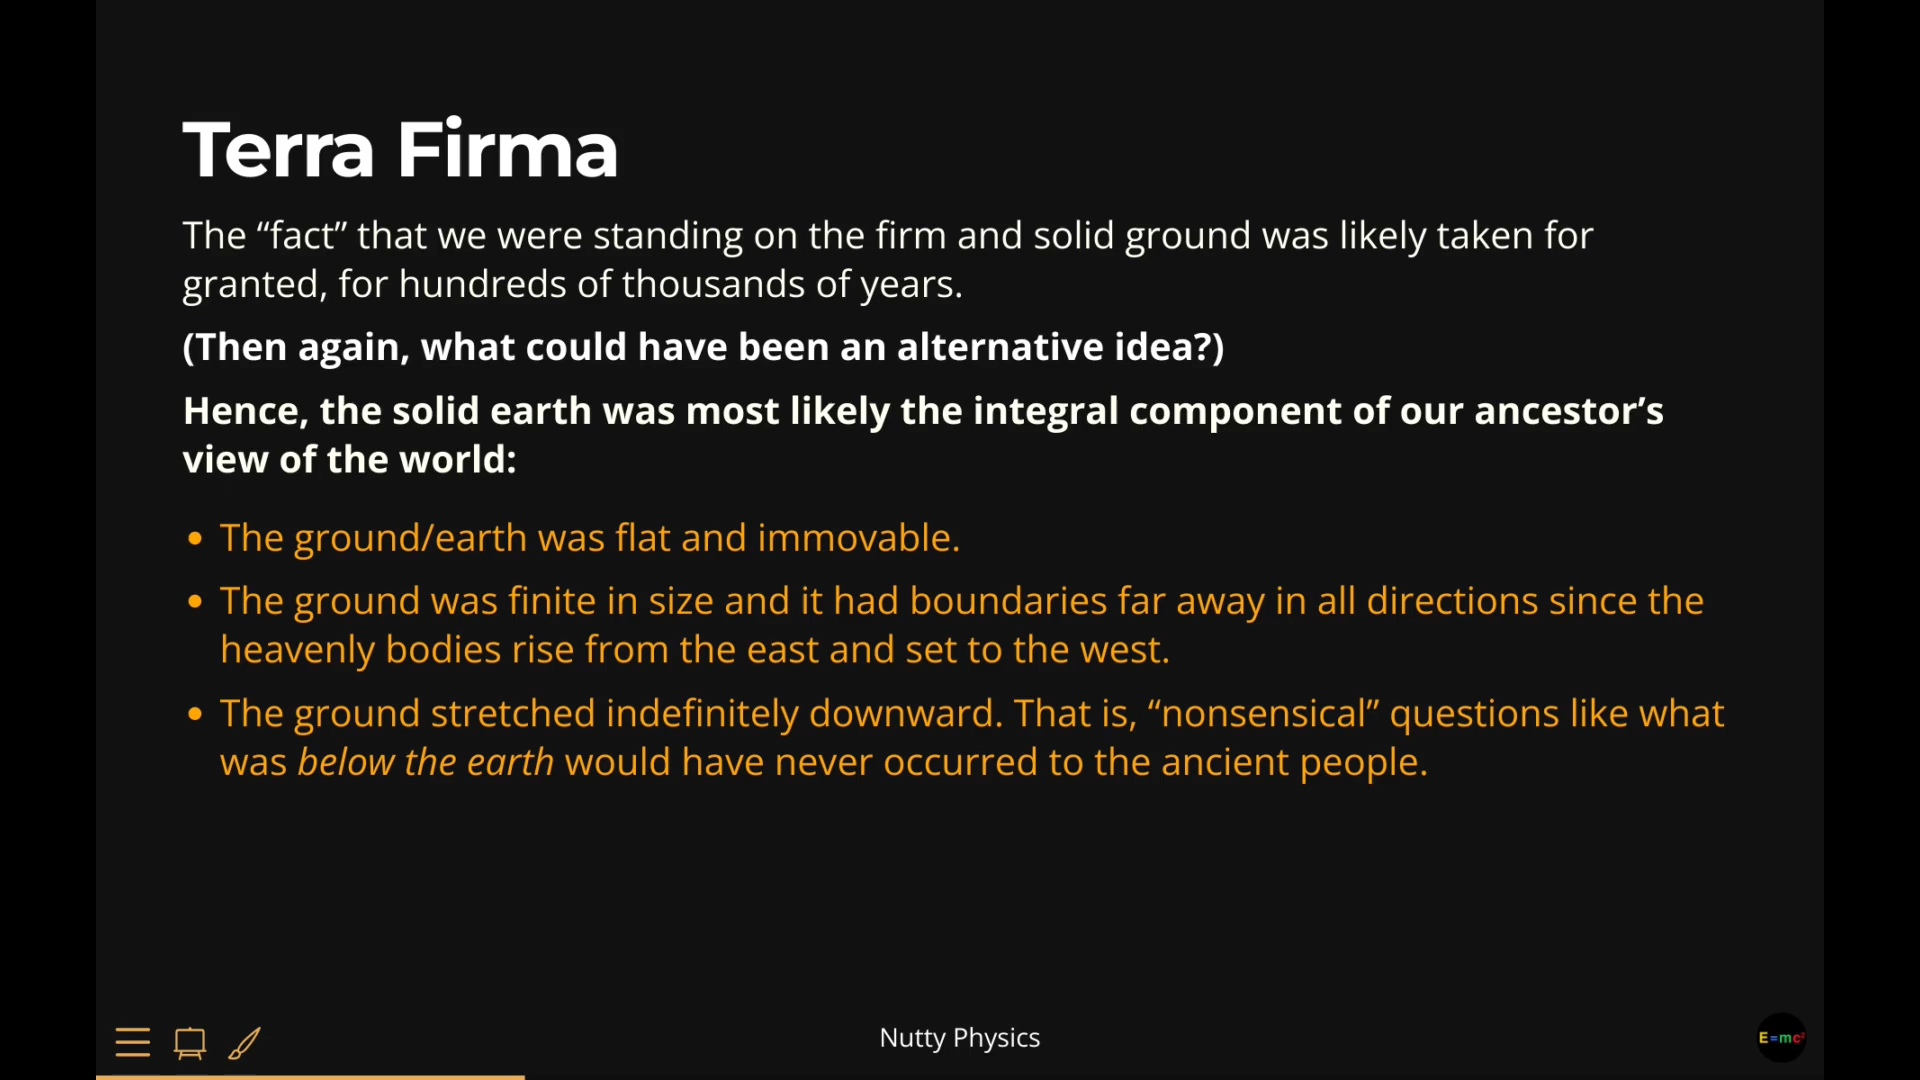 Terra Firma
The “fact” that we were standing on the firm and solid ground was likely taken for
granted, for hundreds of thousands of years.
(Then again, what could have been an alternative idea?)
Hence, the solid earth was most likely the integral component of our ancestor’s
view of the world:
• The ground/earth was flat and immovable.
• The ground was finite in size and it had boundaries far away in all directions since the
heavenly bodies rise from the east and set to the west.
• The ground stretched indefinitely downward. That is, “nonsensical” questions like what
was below the earth would have never occurred to the ancient people.
Nutty Physics
E=mc²